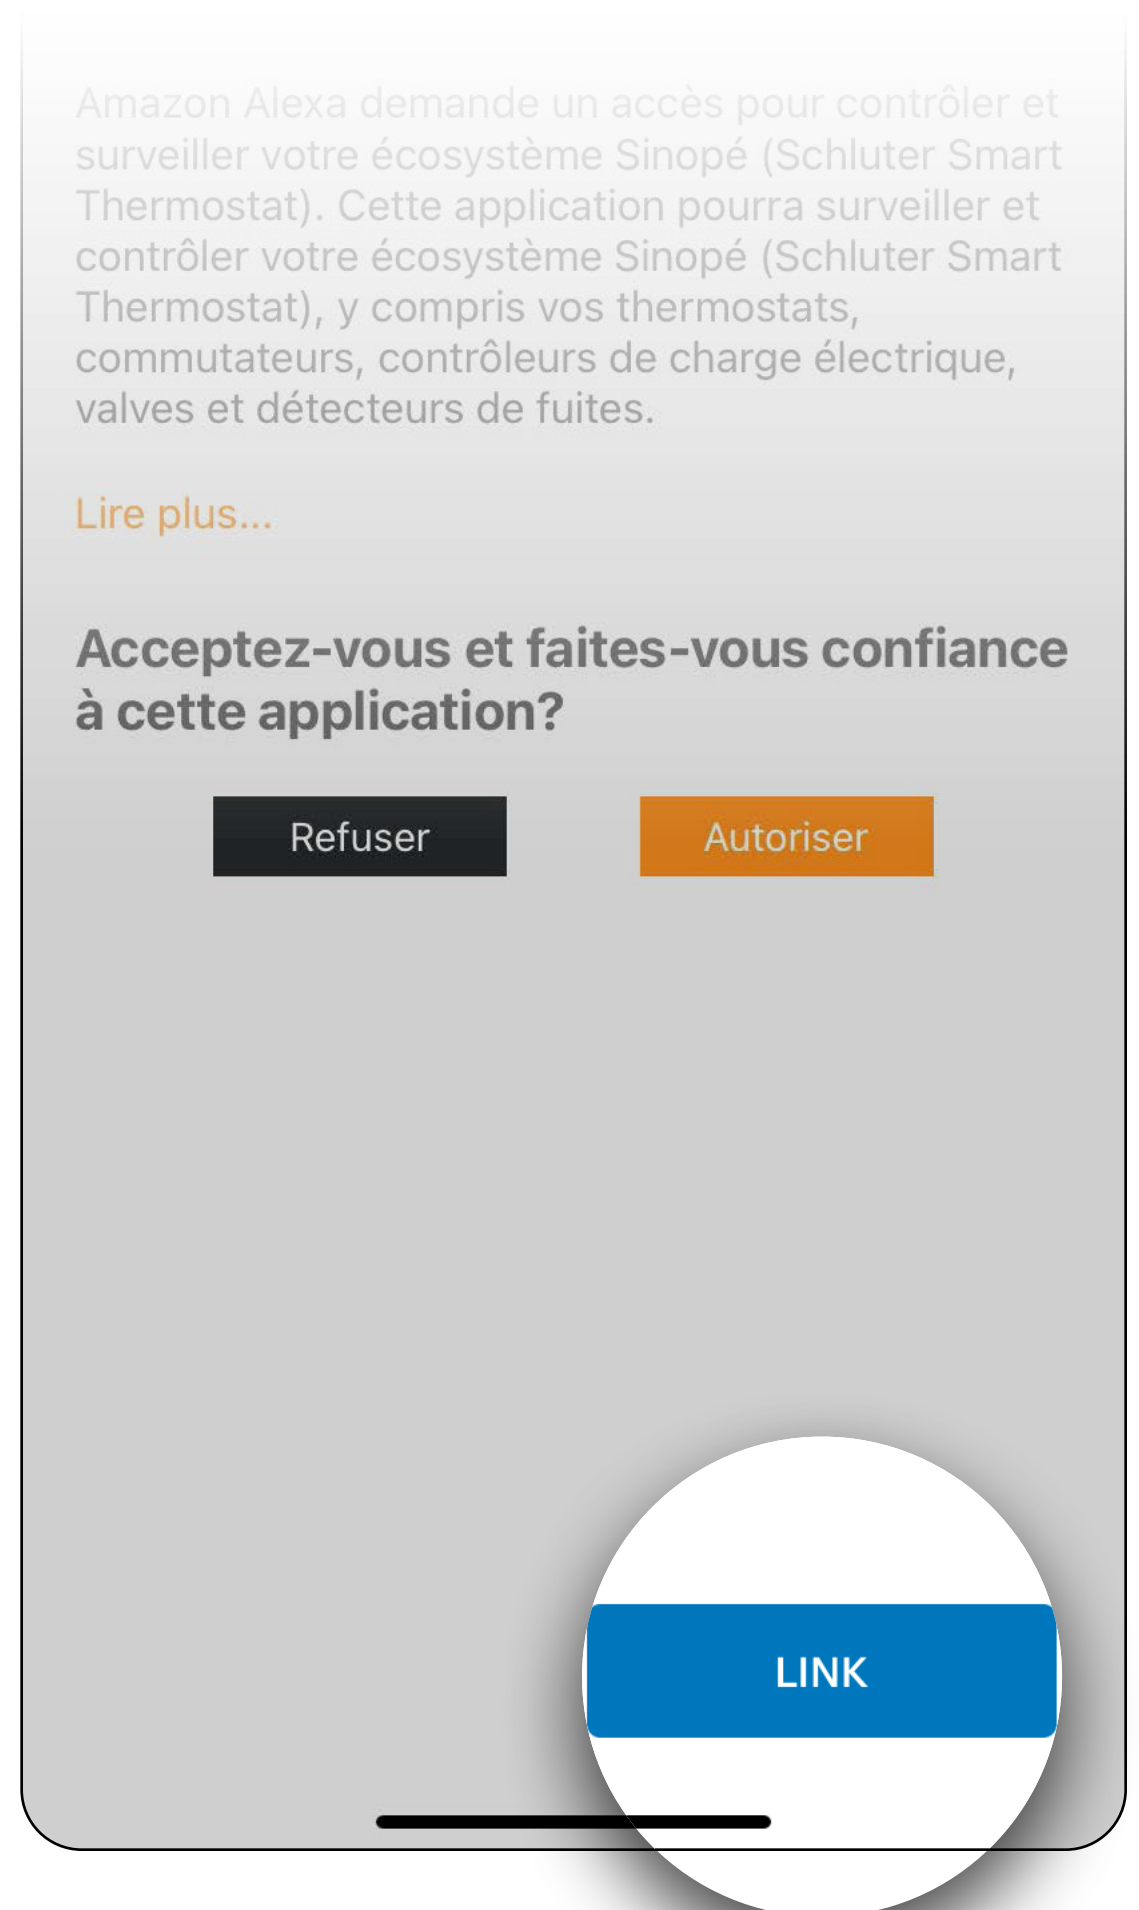 Amazon Alexa demande un accès pour contrôler et
surveiller votre écosystème Sinopé (Schluter Smart
Thermostat). Cette application pourra surveiller et
contrôler votre écosystème Sinopé (Schluter Smart
Thermostat), y compris vos thermostats,
commutateurs, contrôleurs de charge électrique,
valves et détecteurs de fuites.
Lire plus...
Acceptez-vous et faites-vous confiance
à cette application?
Refuser
Autoriser
LINK